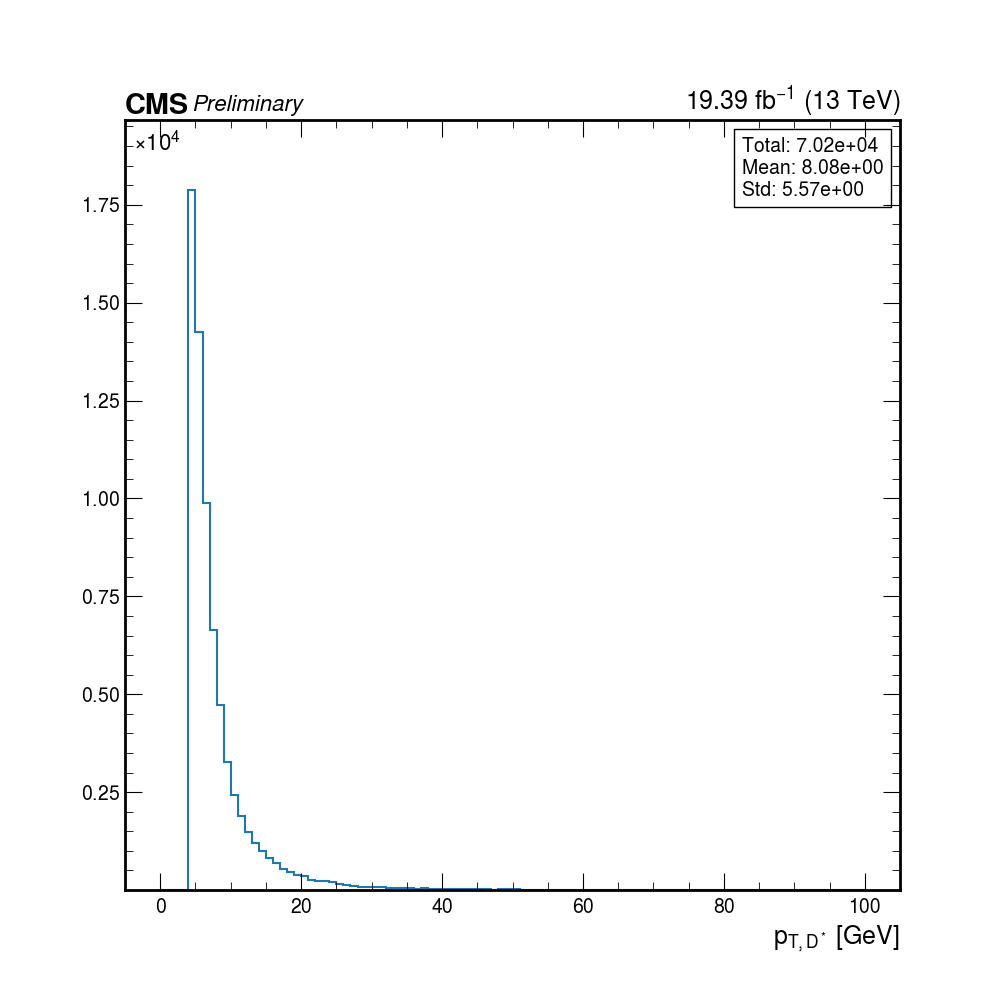 CMS Preliminary 19.39 fb⁻¹ (13 TeV)
×10⁴
Total: 7.02e+04
Mean: 8.08e+00
Std: 5.57e+00
1.75
1.50
1.25
1.00
0.75
0.50
0.25
0 20 40 60 80 100
p_{T, D*} [GeV]